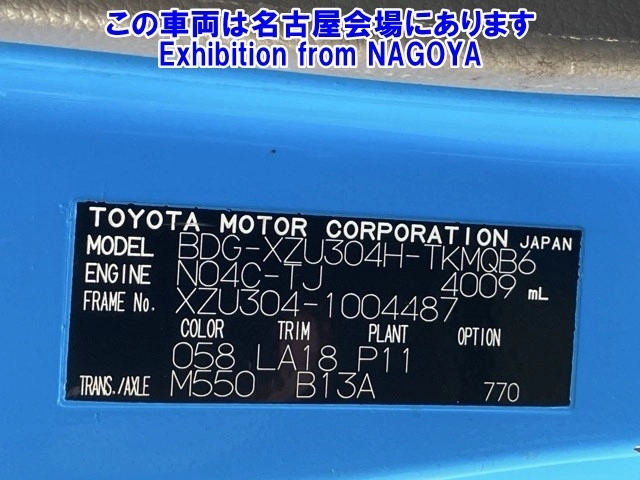 この車両は名古屋会場にあります
Exhibition from NAGOYA
TOYOTA MOTOR CORPORATION JAPAN
MODEL BDG-XZU304H-TKMQB6
ENGINE N04C-TJ 4009 mL
FRAME No. XZU304-1004487
COLOR TRIM PLANT OPTION
058 LA18 P11
TRANS./AXLE M550 B13A 770